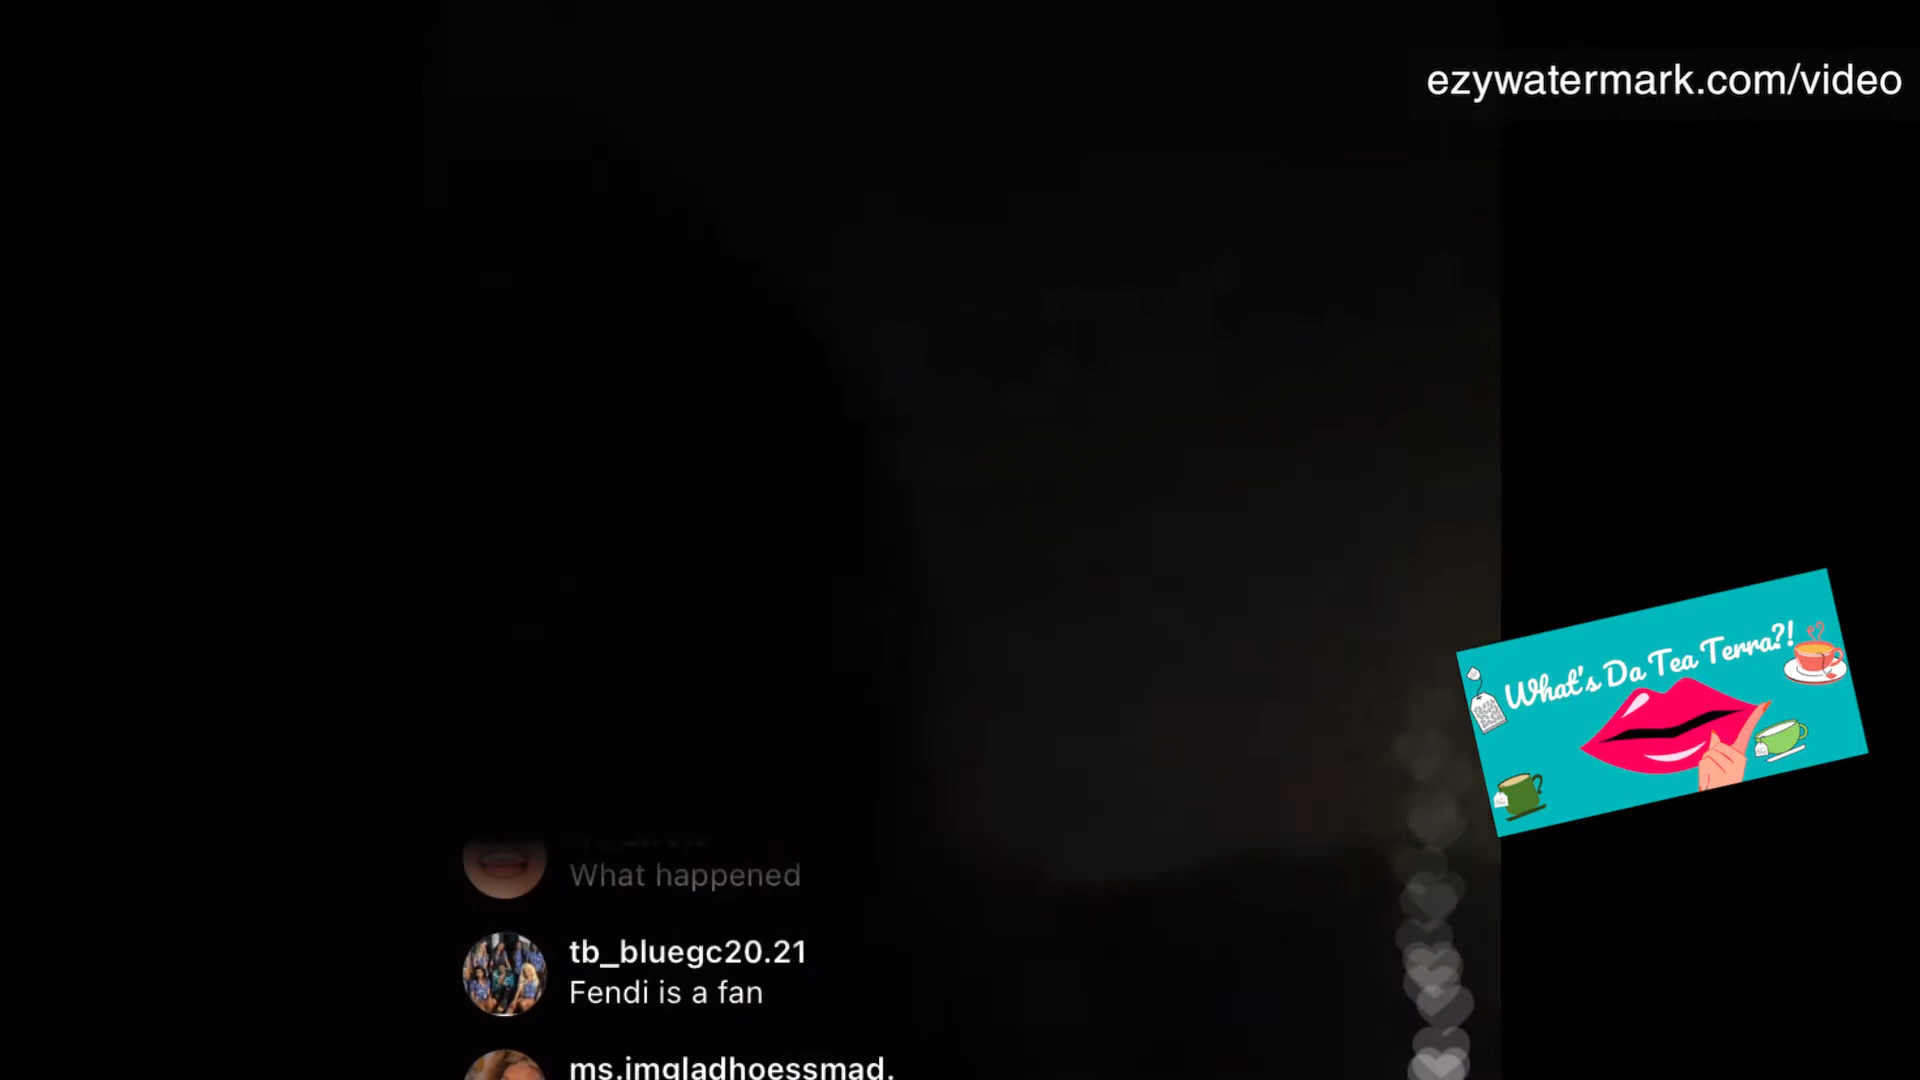 ezywatermark.com/video
What's Da Tea Terra?!
What happened
tb_bluegc20.21
Fendi is a fan
ms.imgladhoessmad.